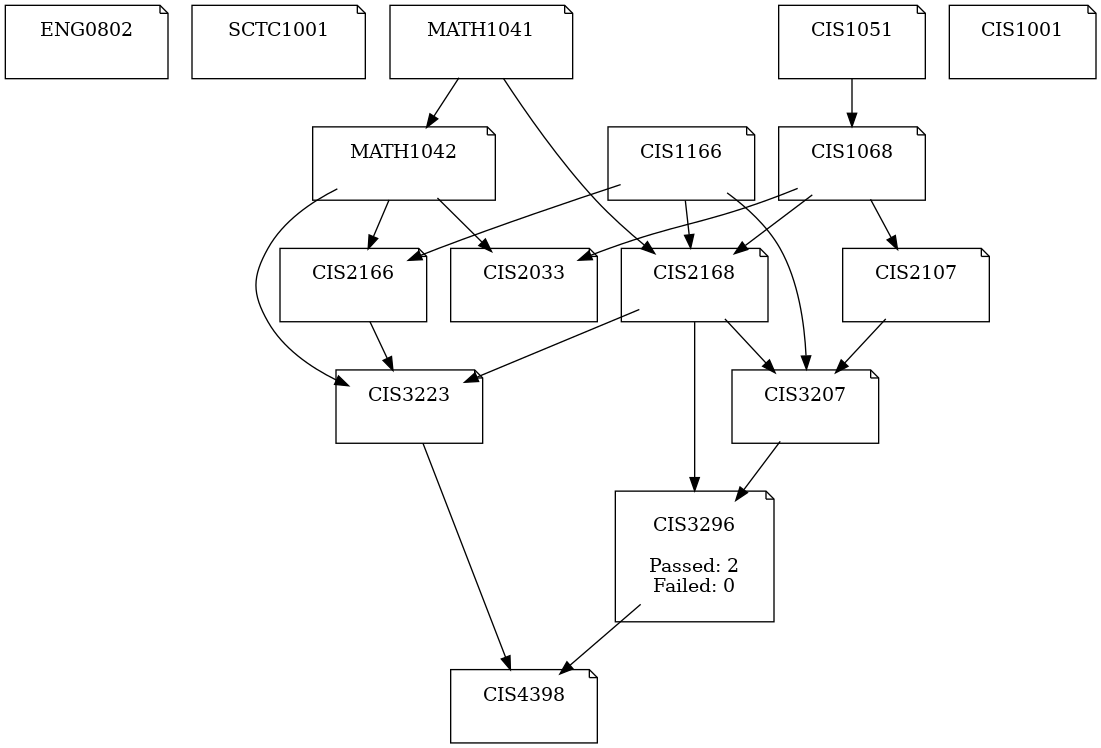 ENG0802
SCTC1001
MATH1041
CIS1051
CIS1001
MATH1042
CIS1166
CIS1068
CIS2166
CIS2033
CIS2168
CIS2107
CIS3223
CIS3207
CIS3296
Passed: 2
Failed: 0
CIS4398